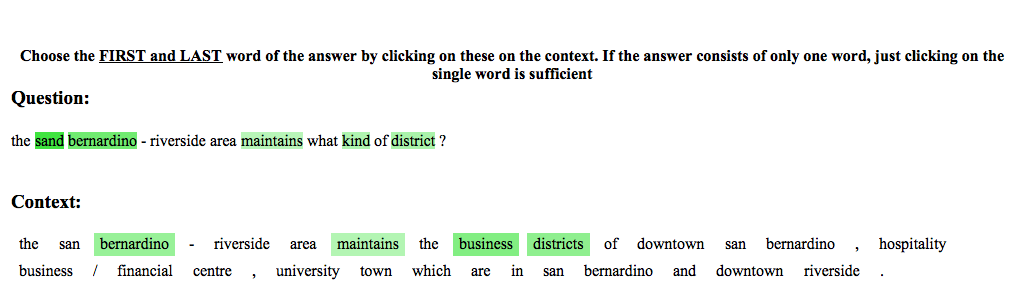 Choose the FIRST and LAST word of the answer by clicking on these on the context. If the answer consists of only one word, just clicking on the
single word is sufficient
Question:
the sand bernardino - riverside area maintains what kind of district ?
Context:
the san bernardino - riverside area maintains the business districts of downtown san bernardino , hospitality
business / financial centre , university town which are in san bernardino and downtown riverside .